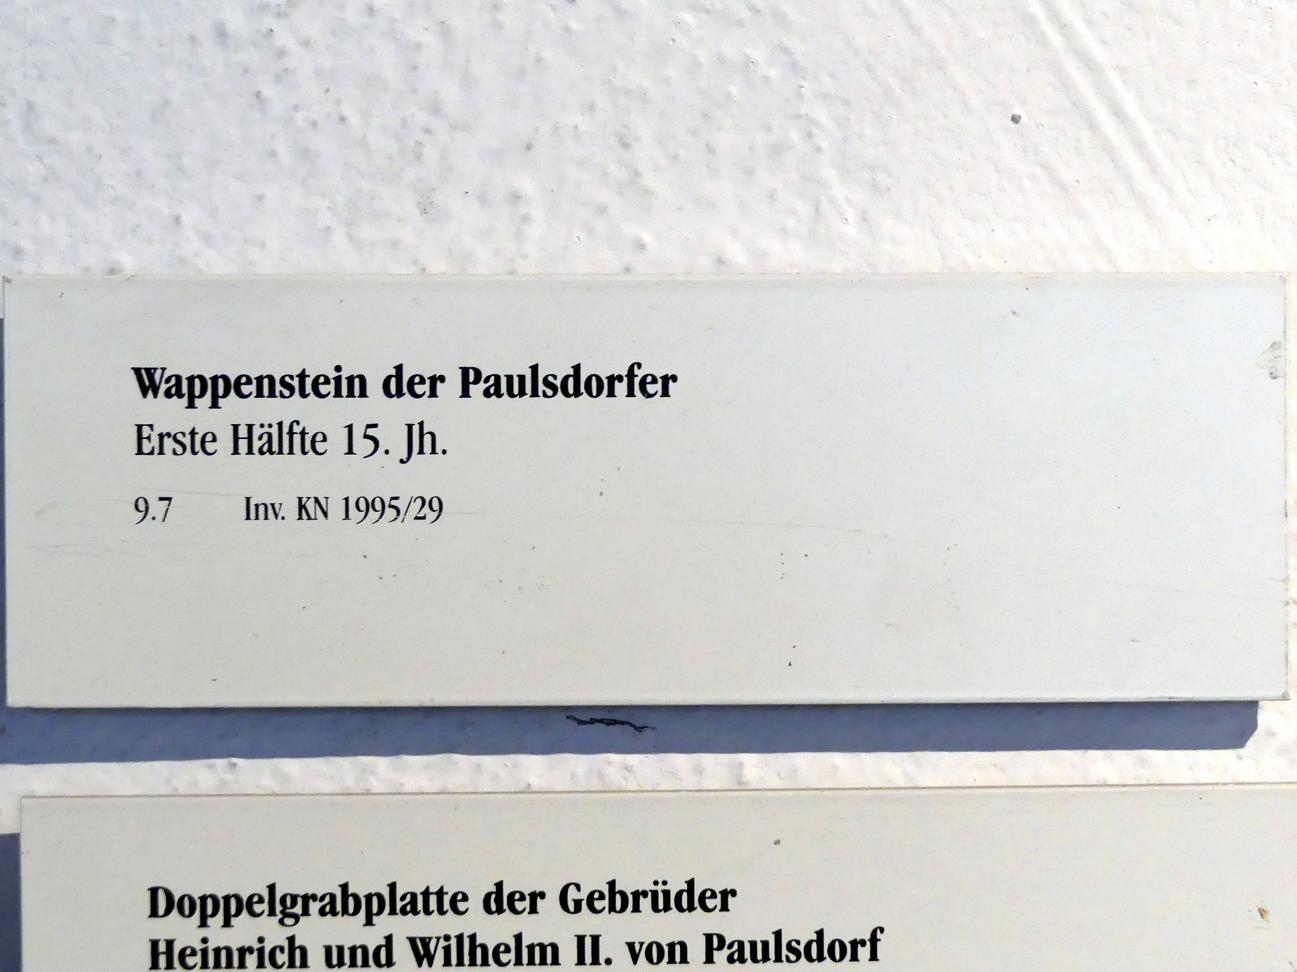 Wappenstein der Paulsdorfer
Erste Hälfte 15. Jh.
9.7 Inv. KN 1995/29
Doppelgrabplatte der Gebrüder
Heinrich und Wilhelm II. von Paulsdorf